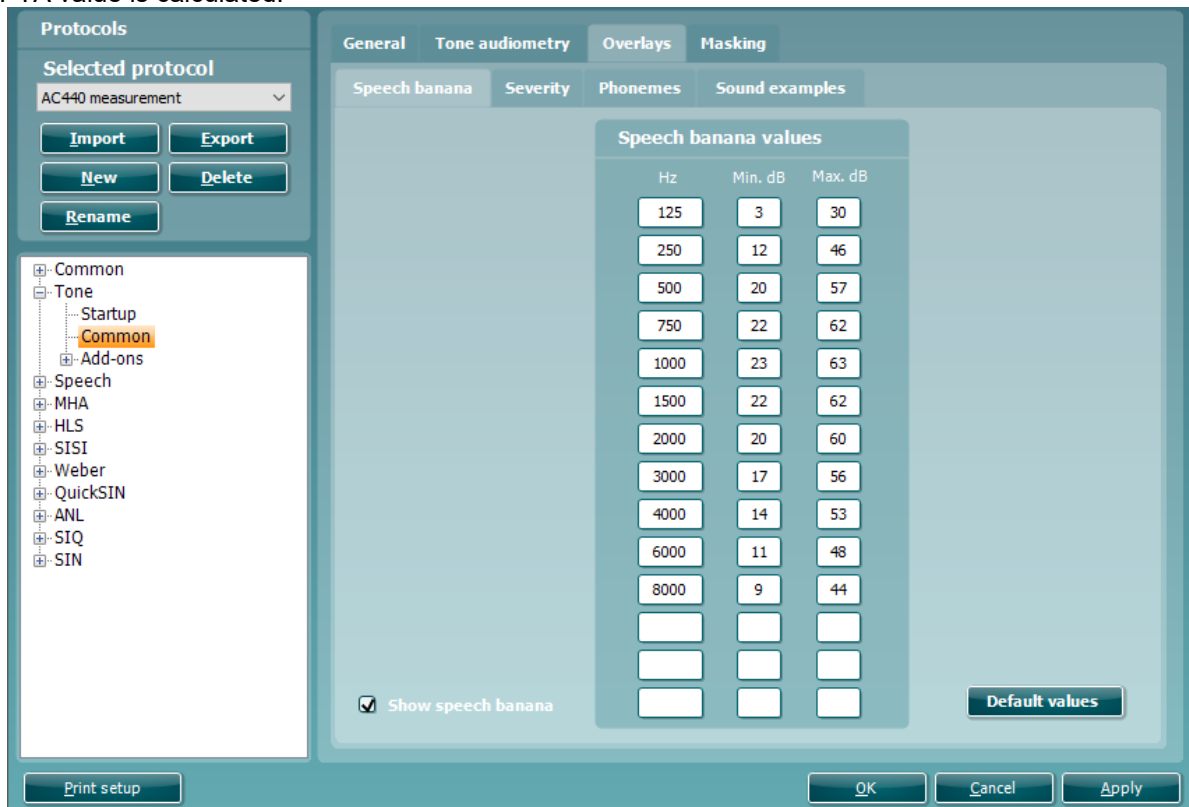 PTA value is calculated.
Protocols
Selected protocol
AC440 measurement
Import Export
New Delete
Rename
Common
Tone
Startup
Common
Add-ons
Speech
MHA
HLS
SISI
Weber
QuickSIN
ANL
SIQ
SIN
General Tone audiometry Overlays Masking
Speech banana Severity Phonemes Sound examples
Speech banana values
Hz Min. dB Max. dB
125 3 30
250 12 46
500 20 57
750 22 62
1000 23 63
1500 22 62
2000 20 60
3000 17 56
4000 14 53
6000 11 48
8000 9 44
Show speech banana
Default values
Print setup OK Cancel Apply